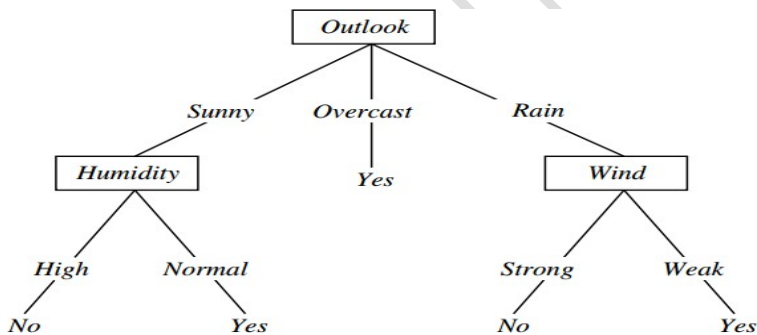 Outlook
Sunny Overcast Rain
Humidity Yes Wind
High Normal Strong Weak
No Yes No Yes